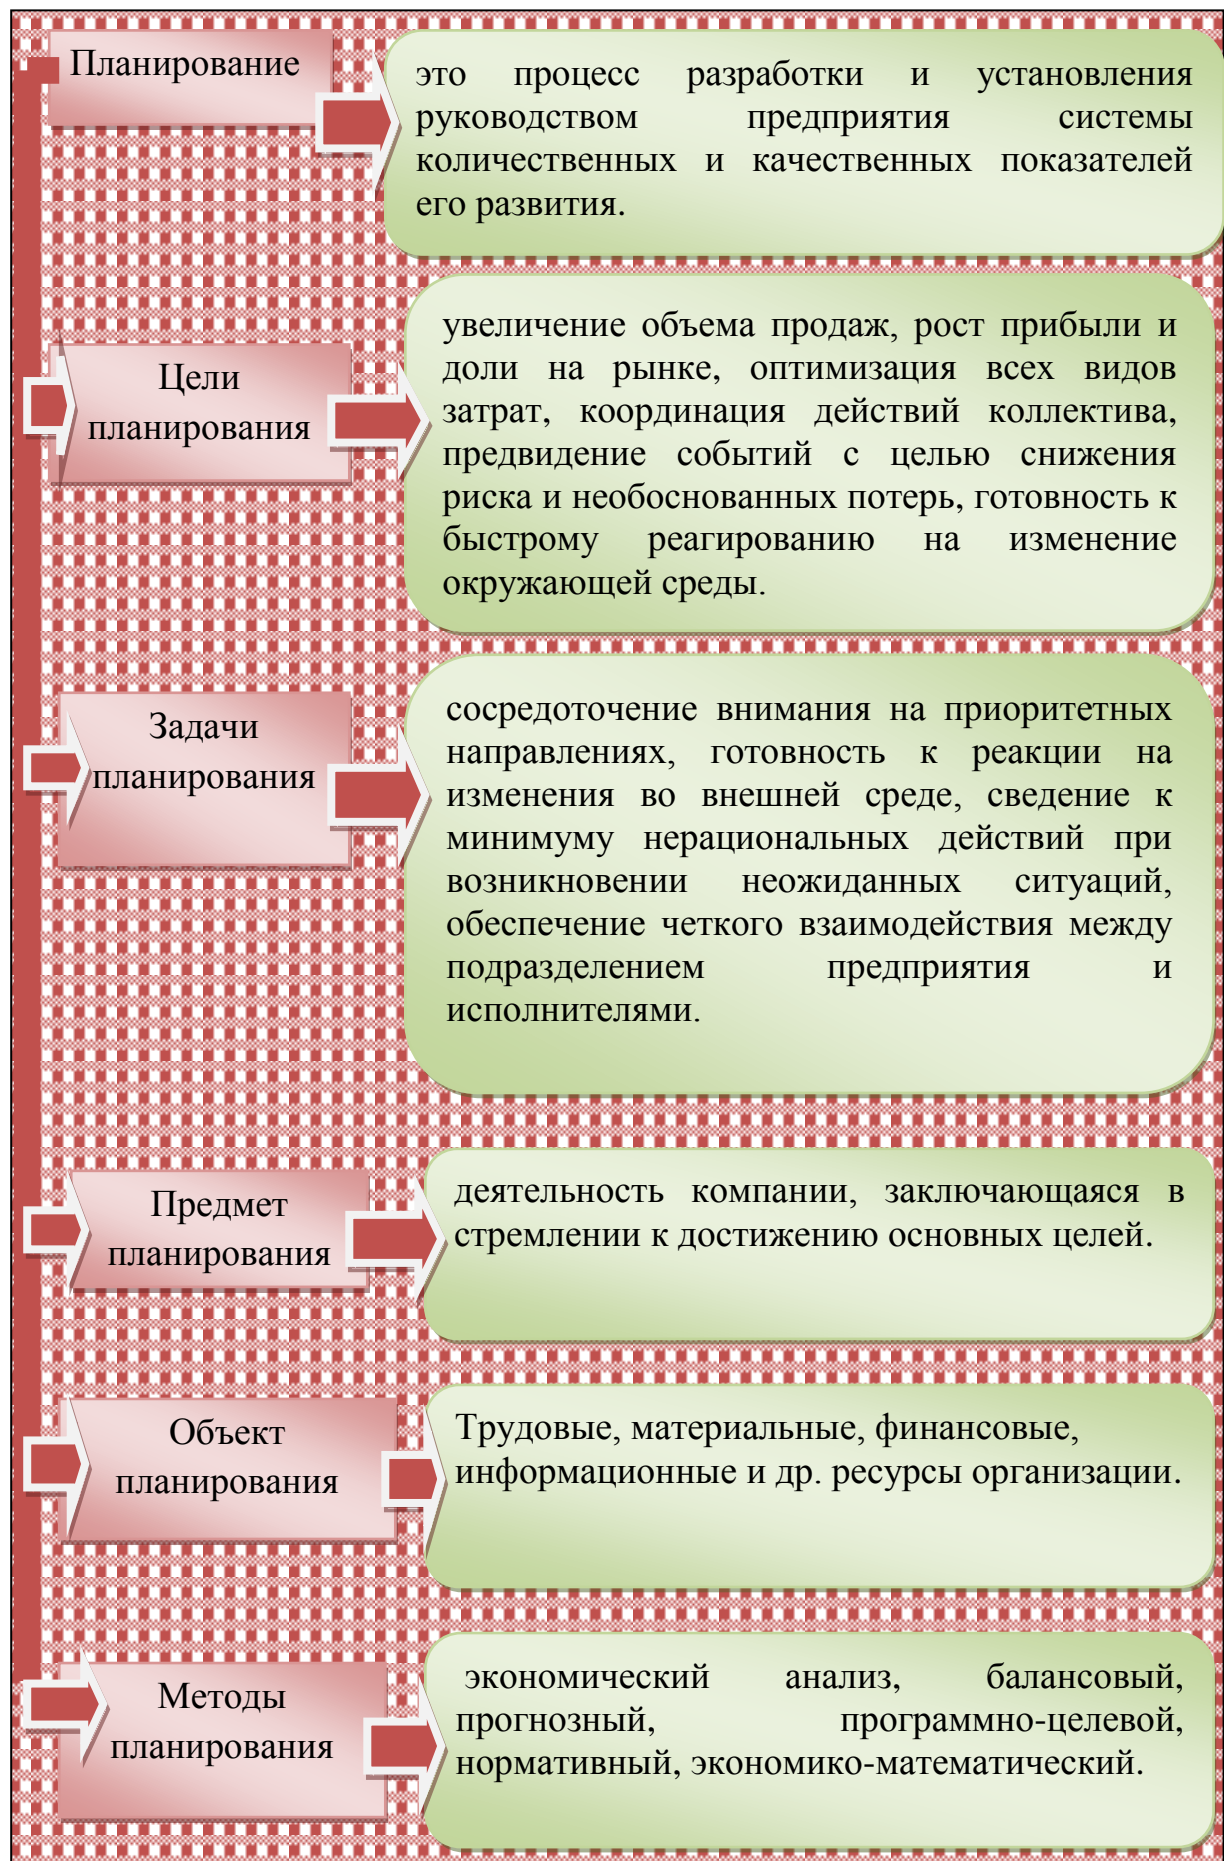 Планирование
это процесс разработки и установления
руководством предприятия системы
количественных и качественных показателей
его развития.
Цели
планирования
увеличение объема продаж, рост прибыли и
доли на рынке, оптимизация всех видов
затрат, координация действий коллектива,
предвидение событий с целью снижения
риска и необоснованных потерь, готовность к
быстрому реагированию на изменение
окружающей среды.
Задачи
планирования
сосредоточение внимания на приоритетных
направлениях, готовность к реакции на
изменения во внешней среде, сведение к
минимуму нерациональных действий при
возникновении неожиданных ситуаций,
обеспечение четкого взаимодействия между
подразделением предприятия и
исполнителями.
Предмет
планирования
деятельность компании, заключающаяся в
стремлении к достижению основных целей.
Объект
планирования
Трудовые, материальные, финансовые,
информационные и др. ресурсы организации.
Методы
планирования
экономический анализ, балансовый,
прогнозный, программно-целевой,
нормативный, экономико-математический.